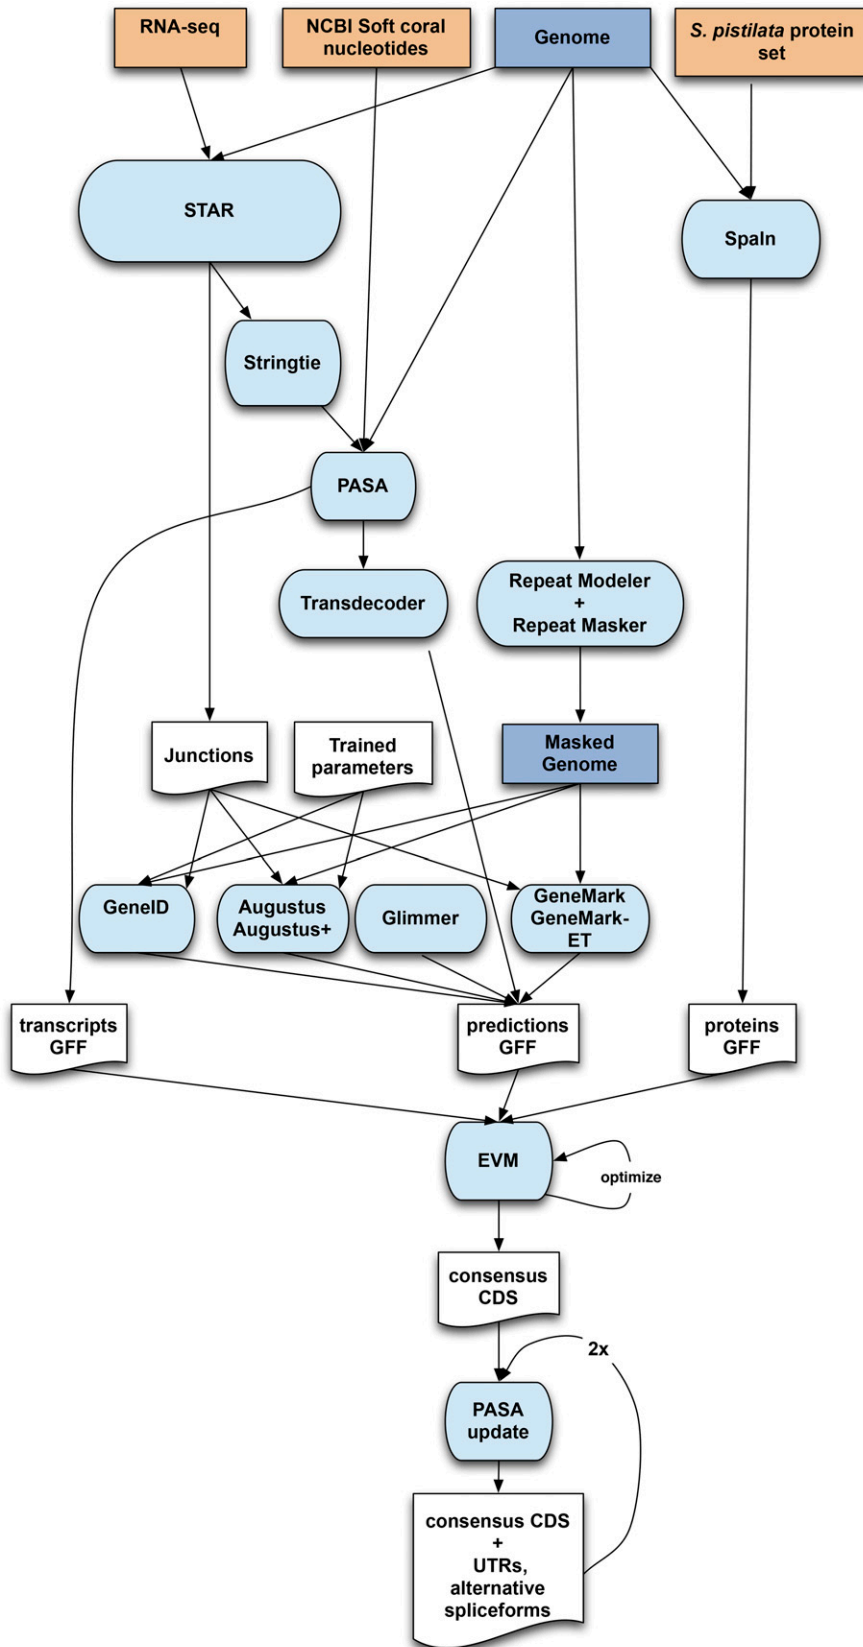 RNA-seq
NCBI Soft coral
nucleotides
Genome
S. pistilata protein
set
STAR
Spaln
Stringtie
PASA
Transdecoder
Repeat Modeler
+
Repeat Masker
Junctions
Trained
parameters
Masked
Genome
GeneID
Augustus
Augustus+
Glimmer
GeneMark
GeneMark-
ET
transcripts
GFF
predictions
GFF
proteins
GFF
EVM
optimize
consensus
CDS
2x
PASA
update
consensus CDS
+
UTRs,
alternative
spliceforms